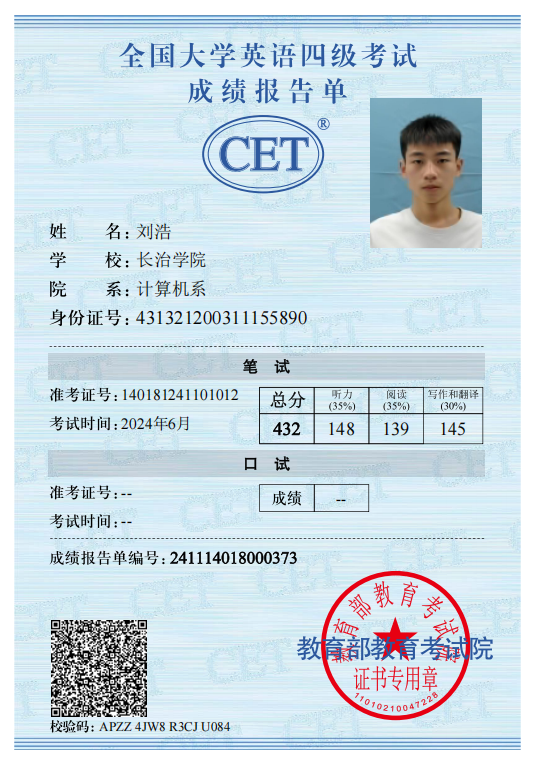 全国大学英语四级考试
成绩报告单
CET®
姓 名：刘浩
学 校：长治学院
院 系：计算机系
身份证号：431321200311155890
笔 试
准考证号：140181241101012
考试时间：2024年6月
总分 听力(35%) 阅读(35%) 写作和翻译(30%)
432 148 139 145
口 试
准考证号：--
考试时间：--
成绩 --
成绩报告单编号：241114018000373
教育部教育考试院
教育部教育考试院
证书专用章
11010210047228
校验码：APZZ 4JW8 R3CJ U084